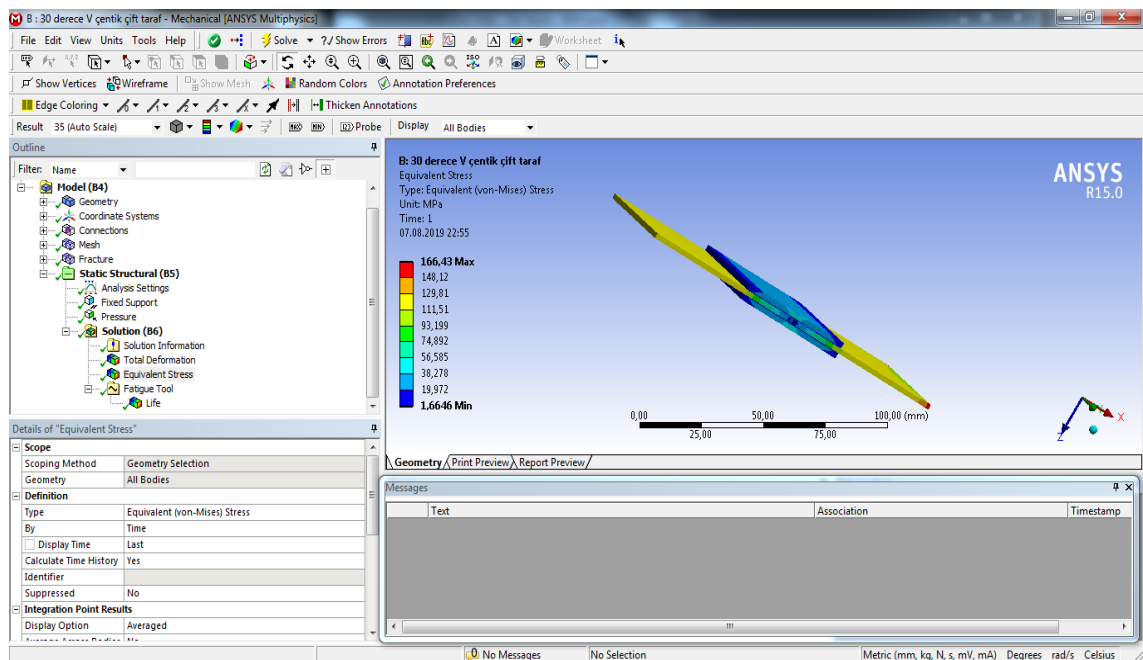 B : 30 derece V çentik çift taraf - Mechanical [ANSYS Multiphysics]
File Edit View Units Tools Help Solve ?/ Show Errors Worksheet
Show Vertices Wireframe Show Mesh Random Colors Annotation Preferences
Edge Coloring Thicken Annotations
Result 35 (Auto Scale) MAX MIN Probe Display All Bodies
Outline
Filter: Name
Model (B4)
Geometry
Coordinate Systems
Connections
Mesh
Fracture
Static Structural (B5)
Analysis Settings
Fixed Support
Pressure
Solution (B6)
Solution Information
Total Deformation
Equivalent Stress
Fatigue Tool
Life
B: 30 derece V çentik çift taraf
Equivalent Stress
Type: Equivalent (von-Mises) Stress
Unit: MPa
Time: 1
07.08.2019 22:55
166,43 Max
148,12
129,81
111,51
93,199
74,892
56,585
38,278
19,972
1,6646 Min
ANSYS
R15.0
0,00 50,00 100,00 (mm)
25,00 75,00
X
Z
Geometry Print Preview Report Preview
Details of "Equivalent Stress"
Scope
Scoping Method Geometry Selection
Geometry All Bodies
Definition
Type Equivalent (von-Mises) Stress
By Time
Display Time Last
Calculate Time History Yes
Identifier
Suppressed No
Integration Point Results
Display Option Averaged
Messages
Text Association Timestamp
0 No Messages No Selection Metric (mm, kg, N, s, mV, mA) Degrees rad/s Celsius